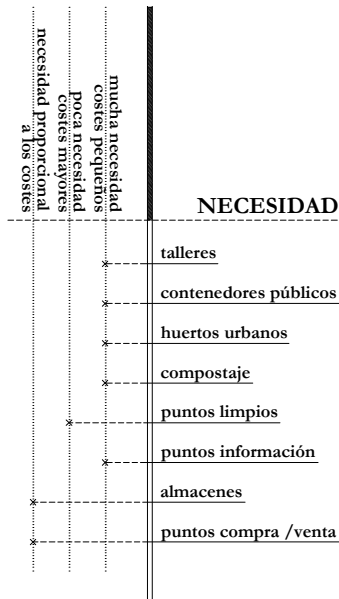 necesidad proporcional
a los costes
poca necesidad
costes mayores
mucha necesidad
costes pequeños
NECESIDAD
talleres
contenedores públicos
huertos urbanos
compostaje
puntos limpios
puntos información
almacenes
puntos compra /venta